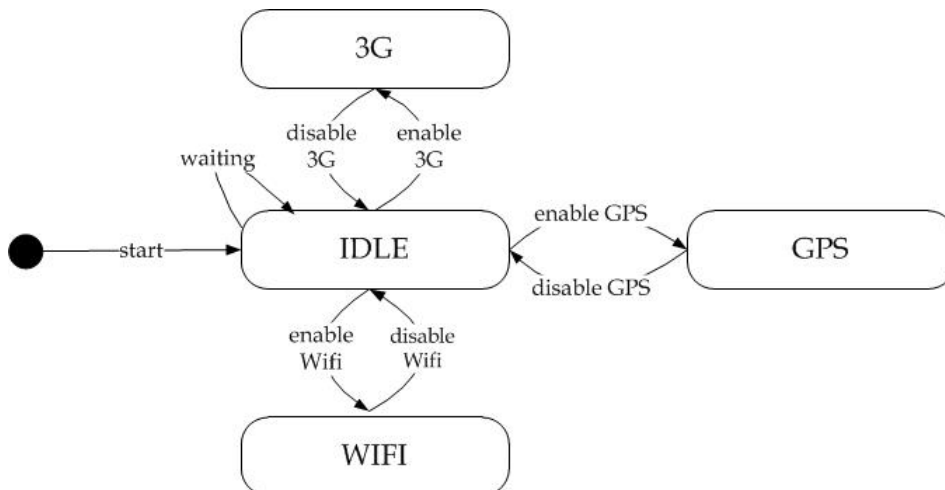 3G
disable
3G
enable
3G
waiting
enable GPS
start
IDLE
GPS
disable GPS
enable
Wifi
disable
Wifi
WIFI